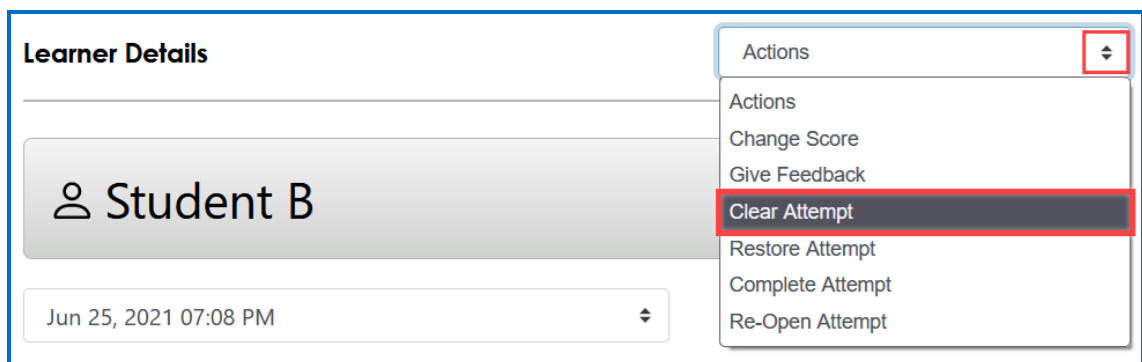 Learner Details
Actions
Actions
Change Score
Give Feedback
Clear Attempt
Restore Attempt
Complete Attempt
Re-Open Attempt
Student B
Jun 25, 2021 07:08 PM